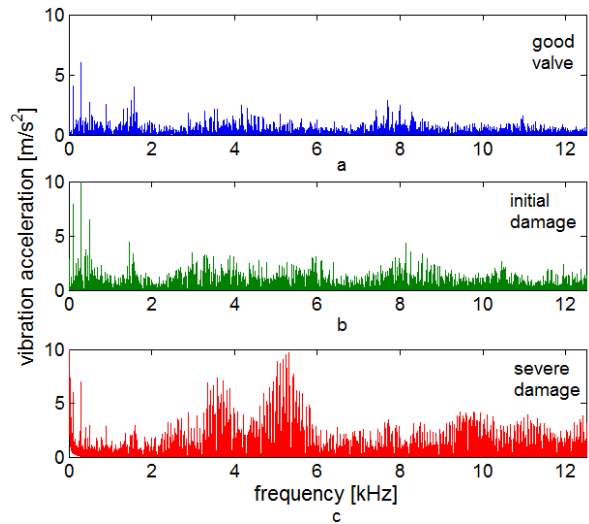 vibration acceleration [m/s²]
10
5
0
0 2 4 6 8 10 12
good
valve
a
10
5
0
0 2 4 6 8 10 12
initial
damage
b
10
5
0
0 2 4 6 8 10 12
severe
damage
frequency [kHz]
c